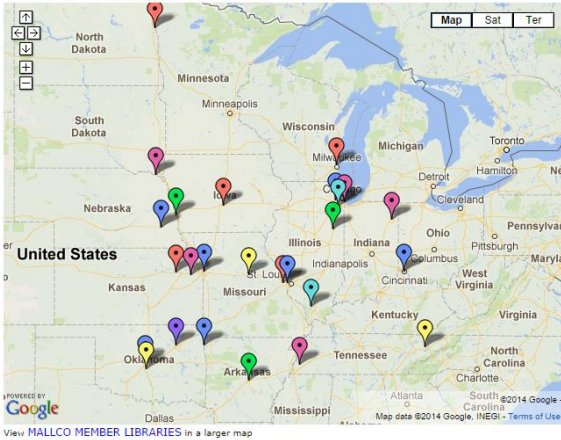 Map Sat Ter
North
Dakota
Minnesota
Minneapolis
South
Dakota
Wisconsin
Michigan
Toronto
Milwaukee
Hamilton
Detroit
Iowa
Cleveland
Nebraska
Pennsylvan
Illinois
Indiana
Ohio
Pittsburgh
United States
Indianapolis
Columbus
Maryla
St. Lou
Kansas
Missouri
Cincinnati
West
Virginia
Kentucky
Virginia
Oklahoma
Tennessee
North
Carolina
Arkansas
Charlotte
Mississippi
Atlanta
South
Carolina
POWERED BY
Google
Dallas
©2014 Google -
Map data ©2014 Google, INEGI - Terms of Use
View MALLCO MEMBER LIBRARIES in a larger map